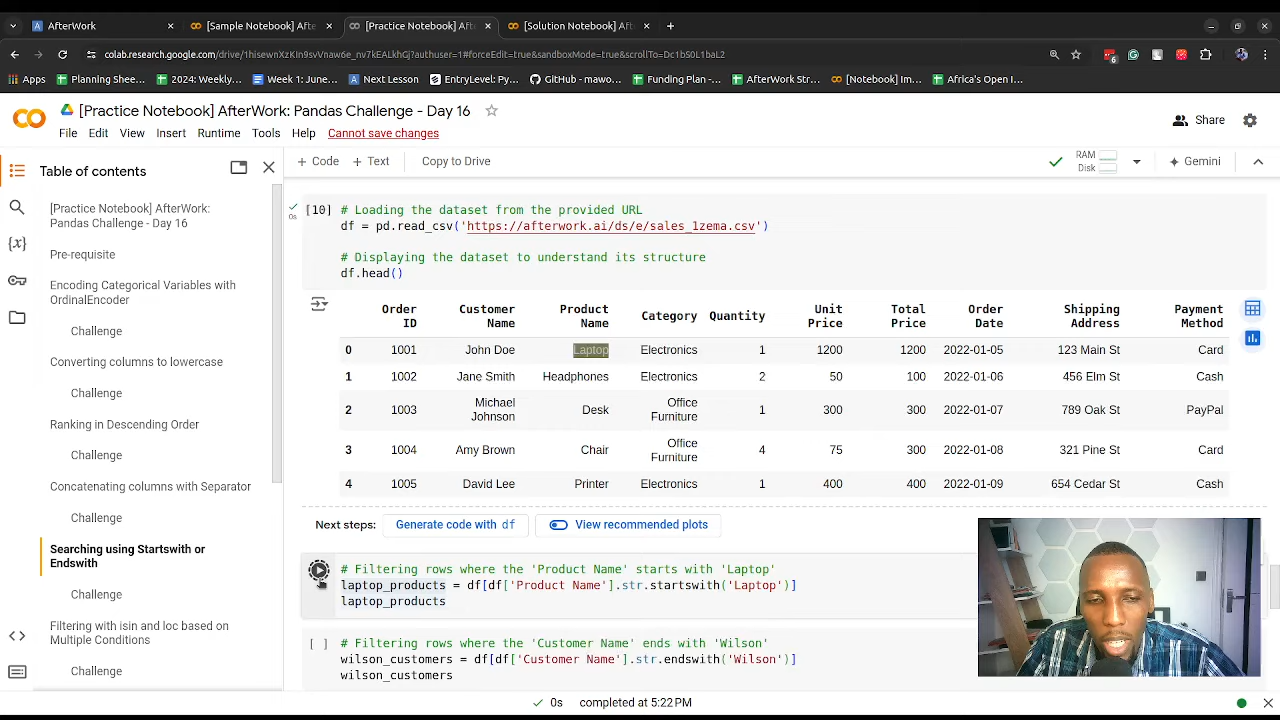 AfterWork
[Sample Notebook] Aft
[Practice Notebook] Aft
[Solution Notebook] Aft
colab.research.google.com/drive/1hisewnXzKIn9svVnaw6e_nv7kEALkhGj?authuser=1#forceEdit=true&sandboxMode=true&scrollTo=Dc1bS0L1baL2
Apps
Planning Shee...
2024: Weekly...
Week 1: June...
Next Lesson
EntryLevel: Py...
GitHub - mawo...
Funding Plan -...
AfterWork Str...
[Notebook] Im...
Africa's Open I...
[Practice Notebook] AfterWork: Pandas Challenge - Day 16
File Edit View Insert Runtime Tools Help Cannot save changes
Share
Table of contents
+ Code + Text Copy to Drive
RAM
Disk
Gemini
[Practice Notebook] AfterWork:
Pandas Challenge - Day 16
Pre-requisite
Encoding Categorical Variables with
OrdinalEncoder
Challenge
Converting columns to lowercase
Challenge
Ranking in Descending Order
Challenge
Concatenating columns with Separator
Challenge
Searching using Startswith or
Endswith
Challenge
Filtering with isin and loc based on
Multiple Conditions
Challenge
0s
[10] # Loading the dataset from the provided URL
df = pd.read_csv('https://afterwork.ai/ds/e/sales_1zema.csv')
# Displaying the dataset to understand its structure
df.head()
Order ID Customer Name Product Name Category Quantity Unit Price Total Price Order Date Shipping Address Payment Method
0 1001 John Doe Laptop Electronics 1 1200 1200 2022-01-05 123 Main St Card
1 1002 Jane Smith Headphones Electronics 2 50 100 2022-01-06 456 Elm St Cash
2 1003 Michael Johnson Desk Office Furniture 1 300 300 2022-01-07 789 Oak St PayPal
3 1004 Amy Brown Chair Office Furniture 4 75 300 2022-01-08 321 Pine St Card
4 1005 David Lee Printer Electronics 1 400 400 2022-01-09 654 Cedar St Cash
Next steps: Generate code with df View recommended plots
# Filtering rows where the 'Product Name' starts with 'Laptop'
laptop_products = df[df['Product Name'].str.startswith('Laptop')]
laptop_products
[ ] # Filtering rows where the 'Customer Name' ends with 'Wilson'
wilson_customers = df[df['Customer Name'].str.endswith('Wilson')]
wilson_customers
0s completed at 5:22 PM